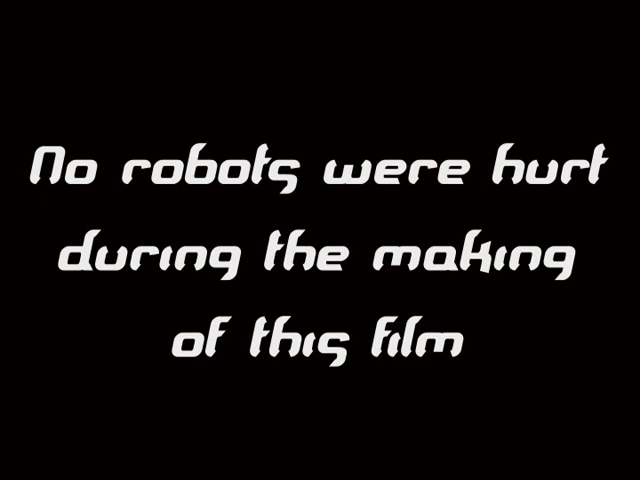 No robots were hurt
during the making
of this film